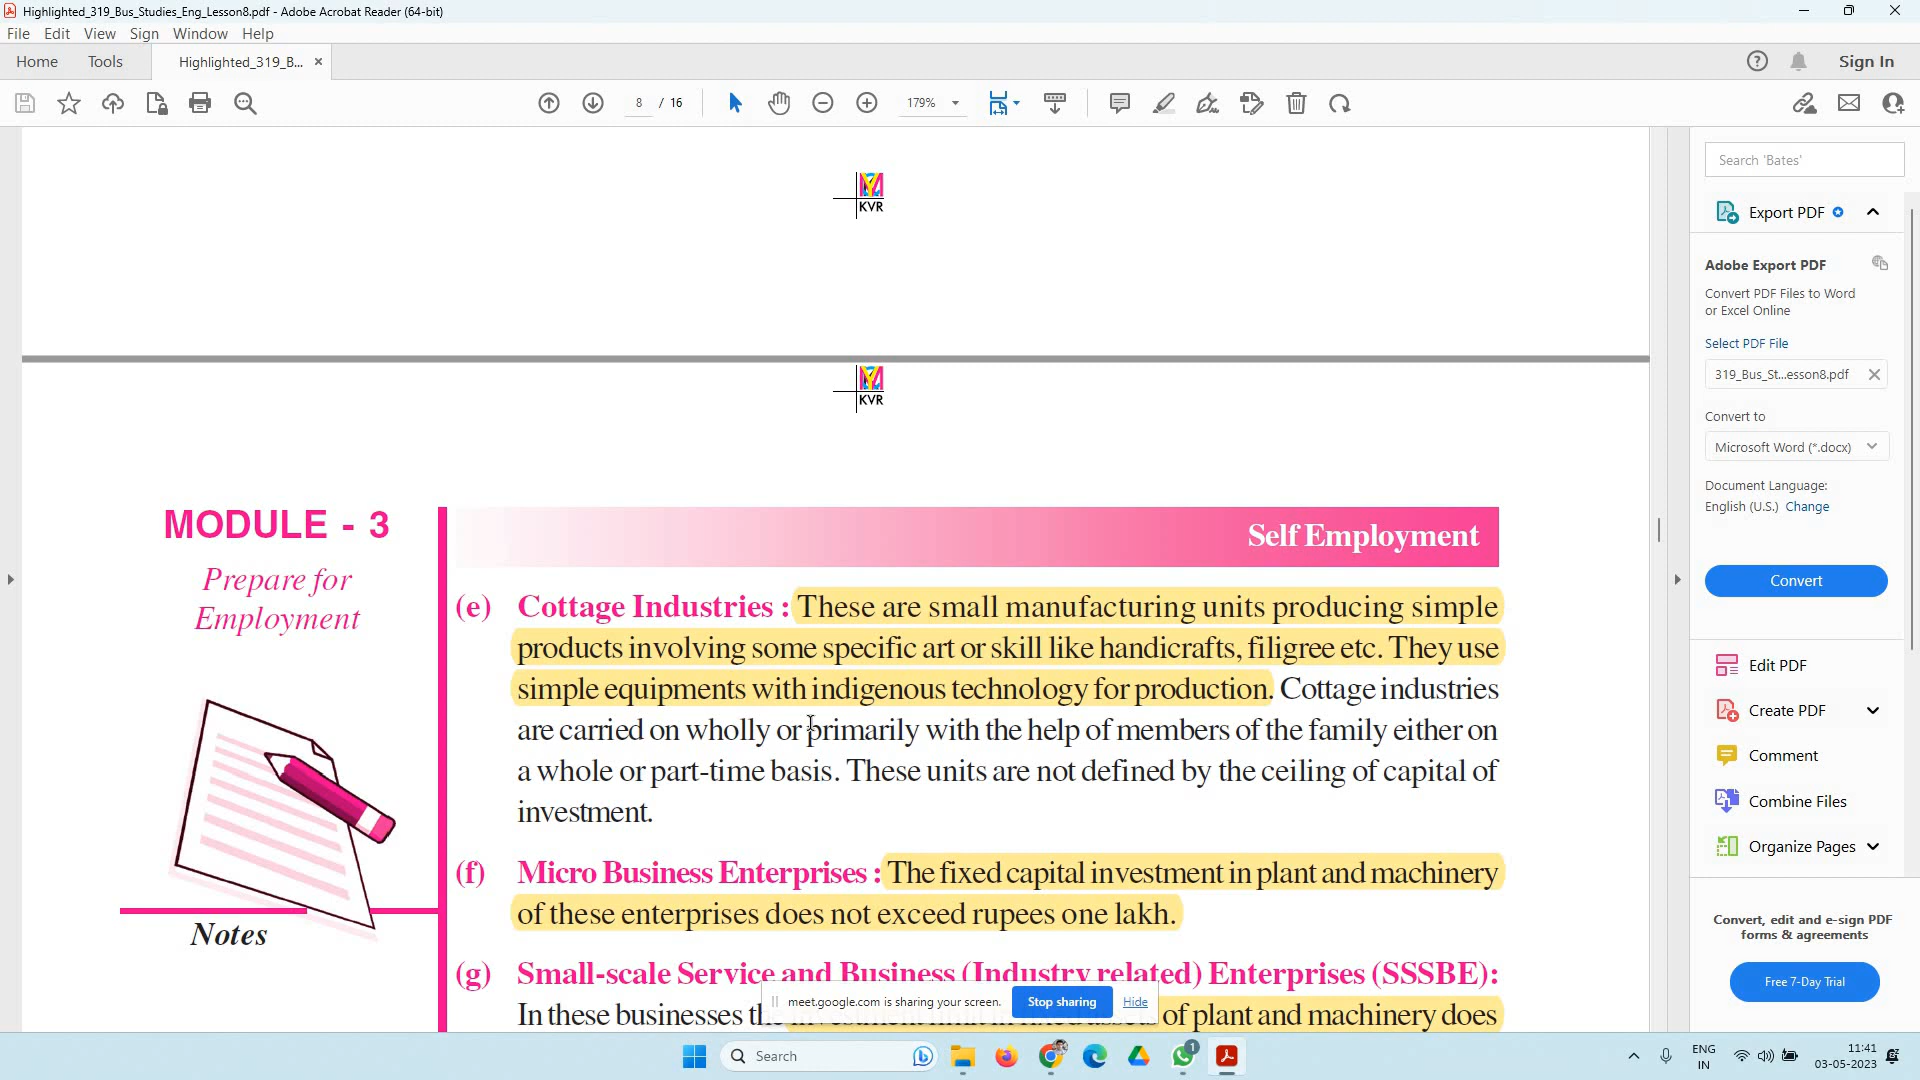 Highlighted_319_Bus_Studies_Eng_Lesson8.pdf - Adobe Acrobat Reader (64-bit)
File Edit View Sign Window Help
Home Tools Highlighted_319_B... Sign In
8 / 16 179%
Search 'Bates'
KVR
Export PDF
Adobe Export PDF
Convert PDF Files to Word
or Excel Online
Select PDF File
319_Bus_St...esson8.pdf
KVR
Convert to
Microsoft Word (*.docx)
Document Language:
English (U.S.) Change
Convert
MODULE - 3
Prepare for
Employment
Self Employment
(e) Cottage Industries : These are small manufacturing units producing simple
products involving some specific art or skill like handicrafts, filigree etc. They use
simple equipments with indigenous technology for production. Cottage industries
are carried on wholly or primarily with the help of members of the family either on
a whole or part-time basis. These units are not defined by the ceiling of capital of
investment.
(f) Micro Business Enterprises : The fixed capital investment in plant and machinery
of these enterprises does not exceed rupees one lakh.
Notes
(g) Small-scale Service and Business (Industry related) Enterprises (SSSBE):
In these businesses the investment limit in fixed assets of plant and machinery does
meet.google.com is sharing your screen. Stop sharing Hide
Edit PDF
Create PDF
Comment
Combine Files
Organize Pages
Convert, edit and e-sign PDF
forms & agreements
Free 7-Day Trial
Search
1
ENG
IN
11:41
03-05-2023